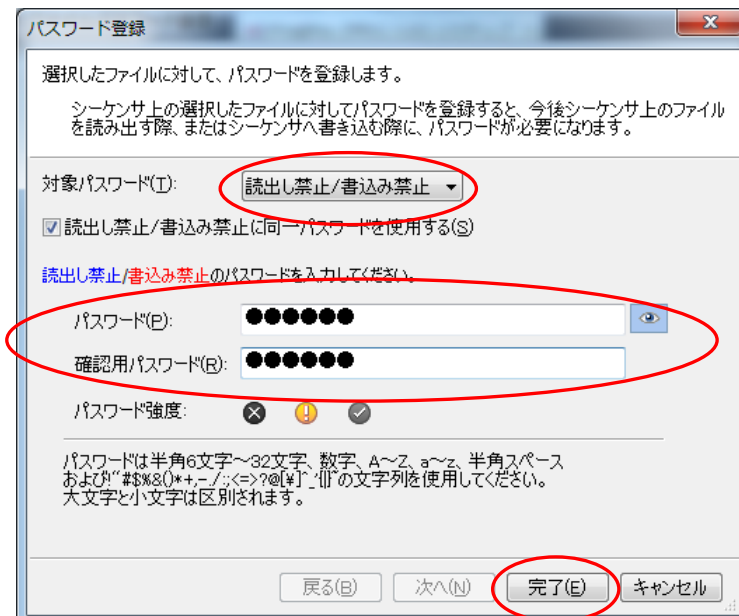 パスワード登録
選択したファイルに対して、パスワードを登録します。
シーケンサ上の選択したファイルに対してパスワードを登録すると、今後シーケンサ上のファイル
を読み出す際、またはシーケンサへ書き込む際に、パスワードが必要になります。
対象パスワード(T): 読出し禁止/書込み禁止
読出し禁止/書込み禁止に同一パスワードを使用する(S)
読出し禁止/書込み禁止のパスワードを入力してください。
パスワード(P): ●●●●●●
確認用パスワード(R): ●●●●●●
パスワード強度:
パスワードは半角6文字～32文字、数字、A～Z、a～z、半角スペース
および!"#$%&()*+,-./:;<=>?@[¥]^_'{|}~の文字列を使用してください。
大文字と小文字は区別されます。
戻る(B) 次へ(N) 完了(E) キャンセル